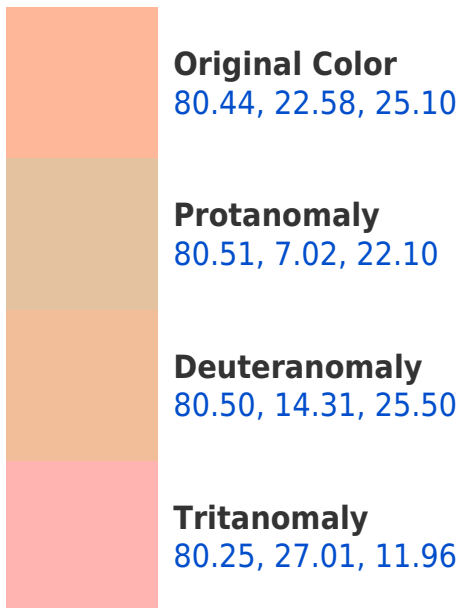 Original Color
80.44, 22.58, 25.10
Protanomaly
80.51, 7.02, 22.10
Deuteranomaly
80.50, 14.31, 25.50
Tritanomaly
80.25, 27.01, 11.96